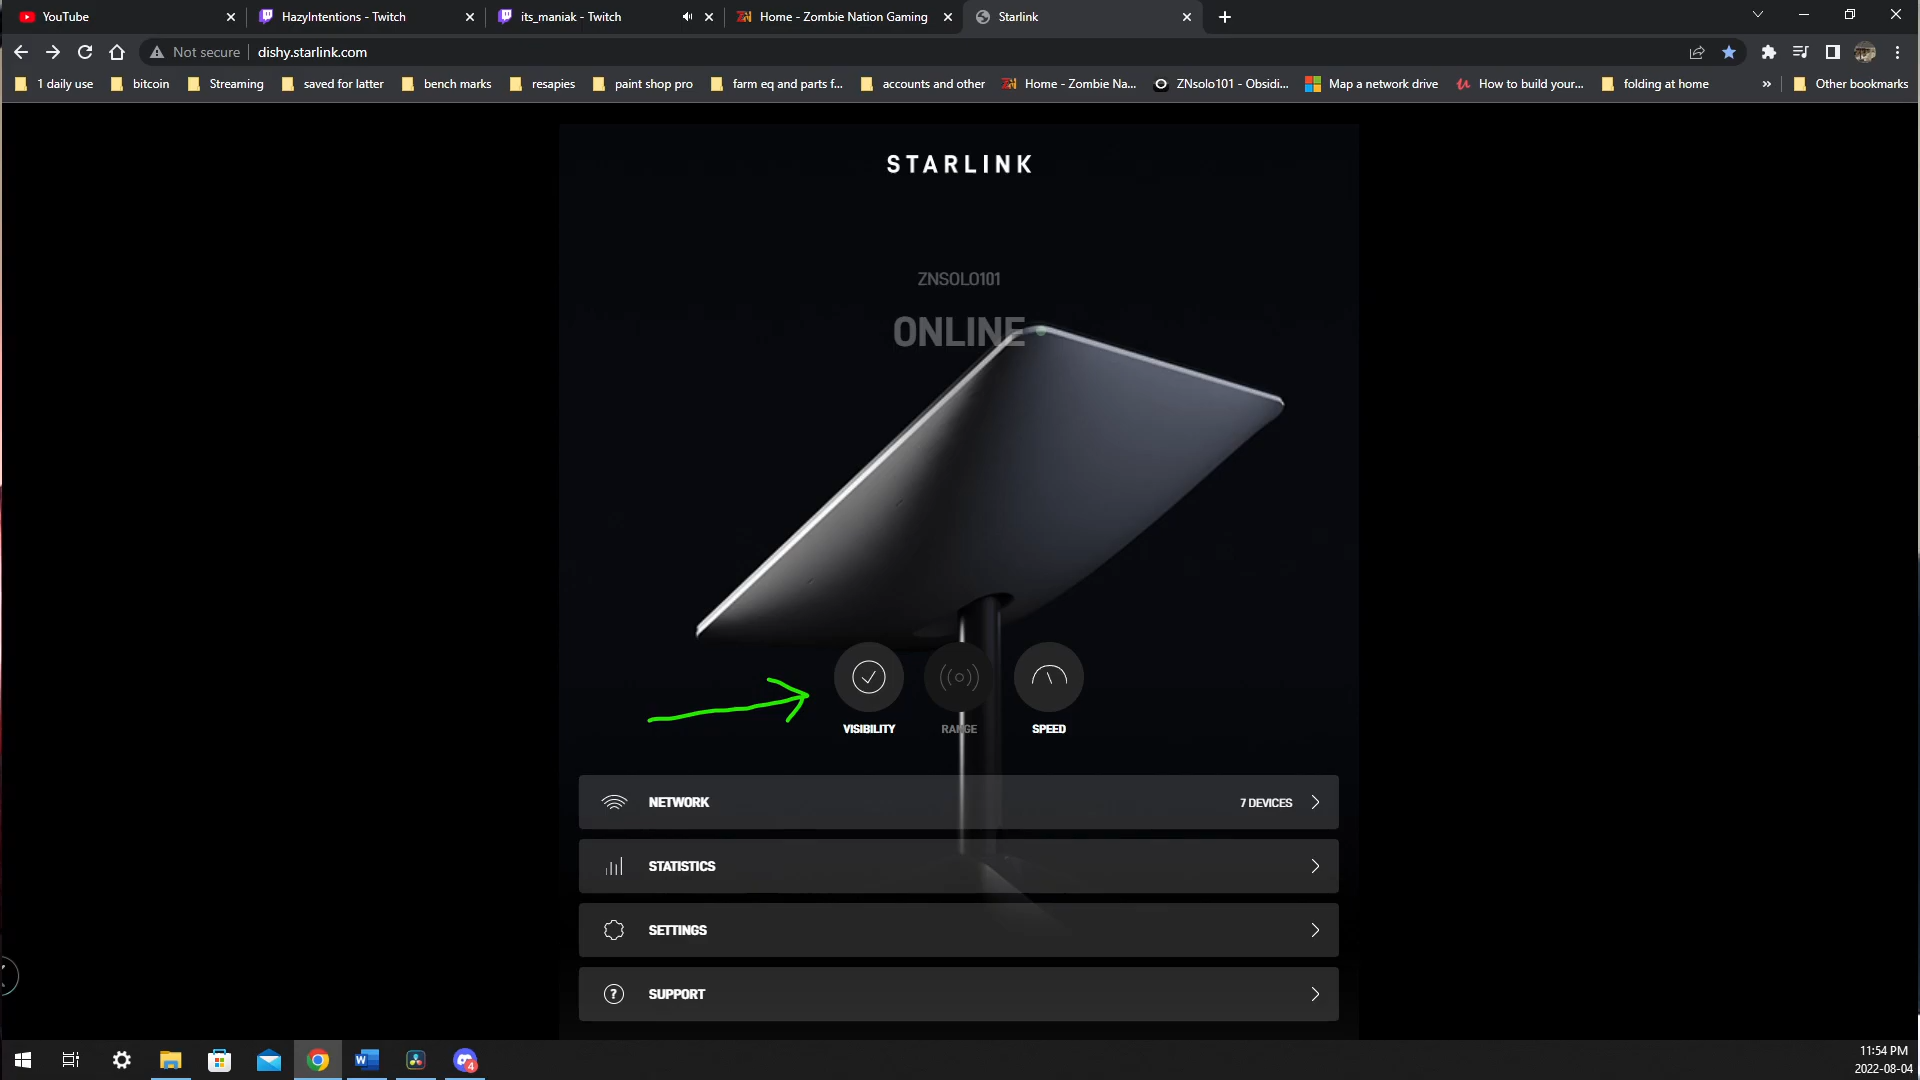 YouTube
HazyIntentions - Twitch
its_maniak - Twitch
Home - Zombie Nation Gaming
Starlink
Not secure
dishy.starlink.com
1 daily use
bitcoin
Streaming
saved for latter
bench marks
resapies
paint shop pro
farm eq and parts f...
accounts and other
Home - Zombie Na...
ZNsolo101 - Obsidi...
Map a network drive
How to build your...
folding at home
Other bookmarks
STARLINK
ZNSOLO101
ONLINE
VISIBILITY
RANGE
SPEED
NETWORK
7 DEVICES
STATISTICS
SETTINGS
SUPPORT
4
11:54 PM
2022-08-04